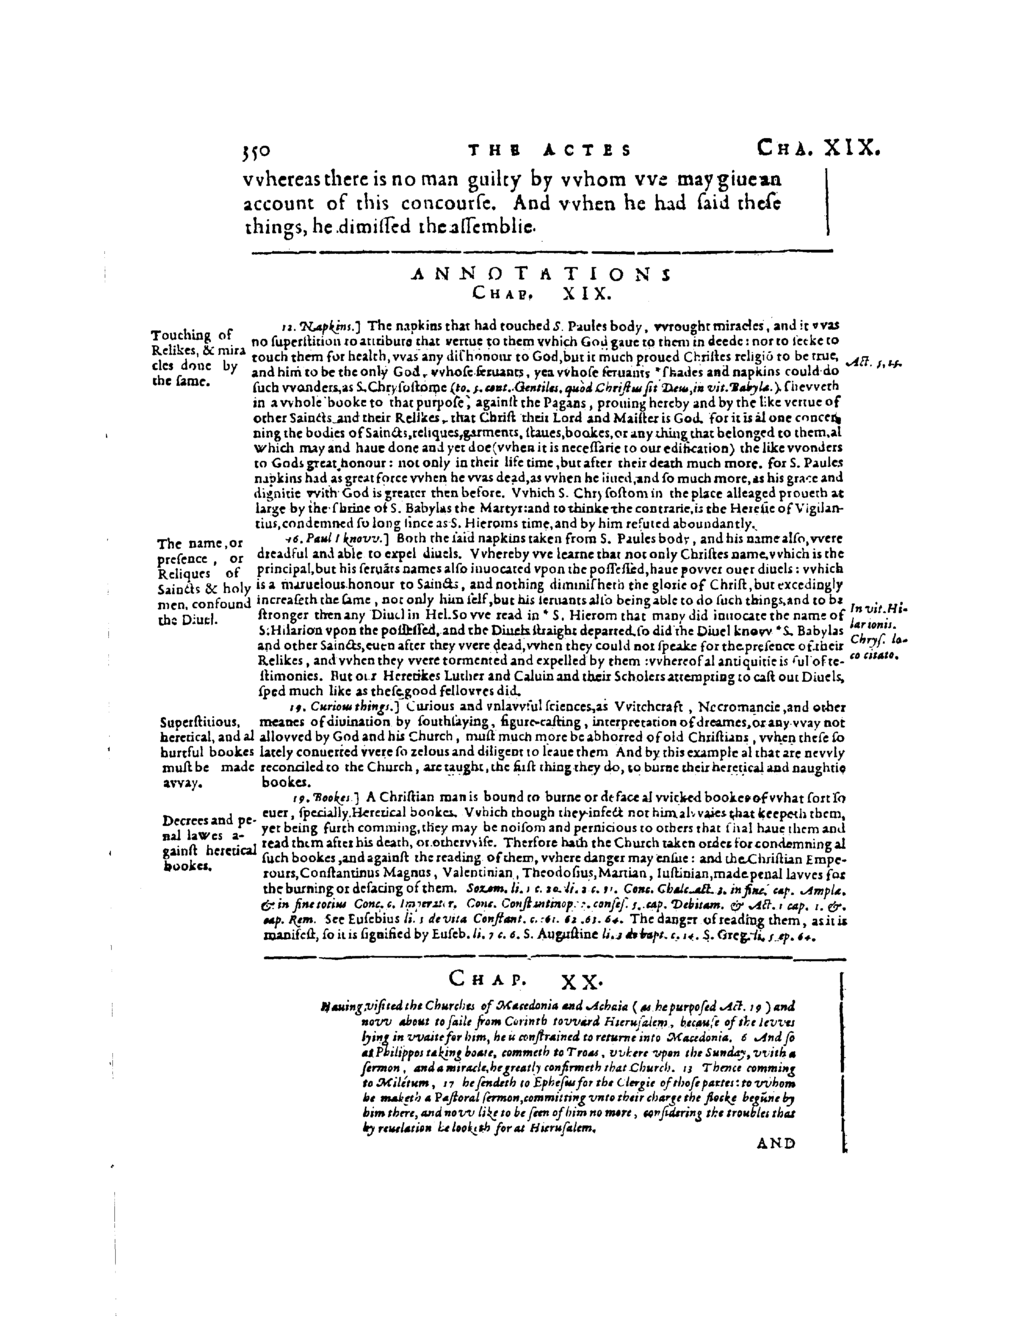 350 THE ACTES CHA. XIX.
vvhereas there is no man guilty by vvhom vve may giue an
account of this concourſe. And vvhen he had ſaid theſe
things, he dimiſſed the aſſemblie.
ANNOTATIONS
CHAP. XIX.
Touching of
Relikes, & mira
cles done by
the ſame.
12. Napkins.] The napkins that had touched S. Paules body, vvrought miracles, and it vvas
no ſuperſtition to attribute that vertue to them vvhich God gaue to them in deede: nor to ſeeke to
touch them for health, vvas any diſhonour to God, but it much proued Chriſtes religiō to be true,
and him to be the only God, vvhoſe ſeruants, yea vvhoſe ſeruants * ſhades and napkins could do
ſuch vvonders, as S. Chryſoſtome (to. 5. cont. Gentiles, quòd Chriſtus ſit Deus, in vit. Babylæ.) ſhevveth
in a vvhole booke to that purpoſe, againſt the Pagans, prouing hereby and by the like vertue of
other Saincts and their Relikes, that Chriſt their Lord and Maiſter is God. for it is al one concer-
ning the bodies of Saincts, reliques, garments, ſtaues, bookes, or any thing that belonged to them, al
which may and haue done and yet doe (vvhen it is neceſſarie to our edification) the like vvonders
to Gods great honour: not only in their life time, but after their death much more. for S. Paules
napkins had as great force vvhen he vvas dead, as vvhen he liued, and ſo much more, as his grace and
dignitie vvith God is greater then before. Vvhich S. Chryſoſtom in the place alleaged proueth at
large by the ſhrine of S. Babylas the Martyr: and to thinke the contrarie, is the Hereſie of Vigilan-
tius, condemned ſo long ſince as S. Hieroms time, and by him refuted aboundantly.
Act. 5, 15.
The name, or
preſence, or
Reliques of
Saincts & holy
men, confound
the Diuel.
16. Paul I knovv.] Both the ſaid napkins taken from S. Paules body, and his name alſo, vvere
dreadful and able to expel diuels. Vvhereby vve learne that not only Chriſtes name, vvhich is the
principal, but his ſeruāts names alſo inuocated vpon the poſſeſſed, haue povver ouer diuels: vvhich
is a maruelous honour to Saincts, and nothing diminiſheth the glorie of Chriſt, but excedingly
increaſeth the ſame, not only him ſelf, but his ſeruants alſo being able to do ſuch things, and to be
ſtronger then any Diuel in Hel. So vve read in * S. Hierom that many did inuocate the name of
S. Hilarion vpon the poſſeſſed, and the Diuels ſtraight departed. ſo did the Diuel knovv * S. Babylas
and other Saincts, euen after they vvere dead, vvhen they could not ſpeake for the preſence of their
Relikes, and vvhen they vvere tormented and expelled by them: vvhereof al antiquitie is ful of te-
ſtimonies. But our Heretikes Luther and Caluin and their Scholers attempting to caſt out Diuels,
ſped much like as theſe good fellovves did.
In vit. Hi-
larionis.
Chryſ. lo-
co citato.
Superſtitious,
heretical, and al
hurtful bookes
muſt be made
avvay.
19. Curious things.] Curious and vnlavvful ſciences, as Vvitchcraft, Necromancie, and other
meanes of diuination by ſouthſaying, figure-caſting, interpretation of dreames, or any vvay not
allovved by God and his Church, muſt much more be abhorred of old Chriſtians, vvhen theſe ſo
lately conuerted vvere ſo zelous and diligent to leaue them. And by this example al that are nevvly
reconciled to the Church, are taught, the firſt thing they do, to burne their heretical and naughtie
bookes.
Decrees and pe-
nal lawes a-
gainſt heretical
bookes.
19. Bookes.] A Chriſtian man is bound to burne or deface al vvicked bookes of vvhat ſort ſo
euer, ſpecially Heretical bookes. Vvhich though they infect not him alvvaies that keepeth them,
yet being furth comming, they may be noiſom and pernicious to others that ſhal haue them and
read them after his death, or othervviſe. Therfore hath the Church taken order for condemning al
ſuch bookes, and againſt the reading of them, vvhere danger may enſue: and the Chriſtian Empe-
rours, Conſtantinus Magnus, Valentinian, Theodoſius, Martian, Iuſtinian, made penal lavves for
the burning or defacing of them. Sozom. li. 1 c. 20. li. 2 c. 31. Conc. Chalc. act. 3. in fine, cap. Ampla.
& in fine totius Conc. c. Imperat r. Conc. Conſtantinop. 2. confeſ. 5. cap. Debitam. & Act. 1 cap. 1. &.
cap. Rem. See Euſebius li. 3 de vita Conſtant. c. 61. 62. 63. 64. The danger of reading them, as it is
manifeſt, ſo it is ſignified by Euſeb. li. 7 c. 6. S. Auguſtine li. 3 de bapt. c. 14. S. Greg. li. 5 ep. 64.
CHAP. XX.
Hauing viſited the Churches of Macedonia and Achaia (as he purpoſed Act. 19) and
novv about to ſaile from Corinth tovvard Hieruſalem, becauſe of the Ievves
lying in vvaite for him, he is conſtrained to returne into Macedonia. 6 And ſo
at Philippos taking boate, commeth to Troas, vvhere vpon the Sunday, vvith a
ſermon, and a miracle, he greatly confirmeth that Church. 13 Thence comming
to Milétum, 17 he ſendeth to Epheſus for the Clergie of thoſe partes: to vvhom
he maketh a Paſtoral ſermon, committing vnto their charge the flocke begūne by
him there, and novv like to be ſeen of him no more, conſidering the troubles that
by reuelation he looketh for at Hieruſalem.
AND